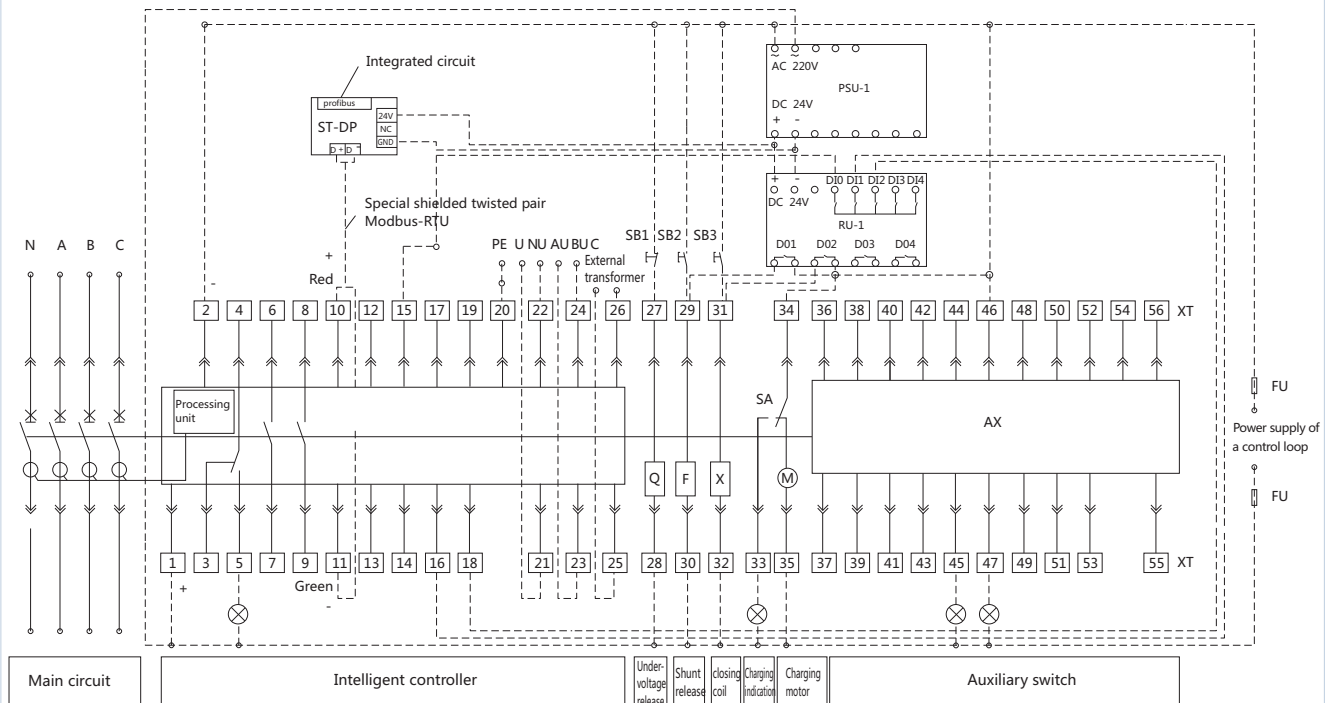 Integrated circuit
AC 220V
PSU-1
DC 24V
+ -
profibus
ST-DP
24V
NC
GND
D + D -
+ - DI0 DI1 DI2 DI3 DI4
DC 24V
RU-1
D01 D02 D03 D04
Special shielded twisted pair
Modbus-RTU
N A B C
+
Red
-
PE U NU AU BU C
External
transformer
SB1 SB2 SB3
2 4 6 8 10 12 15 17 19 20 22 24 26 27 29 31 34 36 38 40 42 44 46 48 50 52 54 56 XT
Processing
unit
SA
AX
FU
Power supply of
a control loop
FU
Q F X M
1 3 5 7 9 11 13 14 16 18 21 23 25 28 30 32 33 35 37 39 41 43 45 47 49 51 53 55 XT
+
Green
-
Main circuit
Intelligent controller
Under-
voltage
release
Shunt
release
closing
coil
Charging
indication
Charging
motor
Auxiliary switch